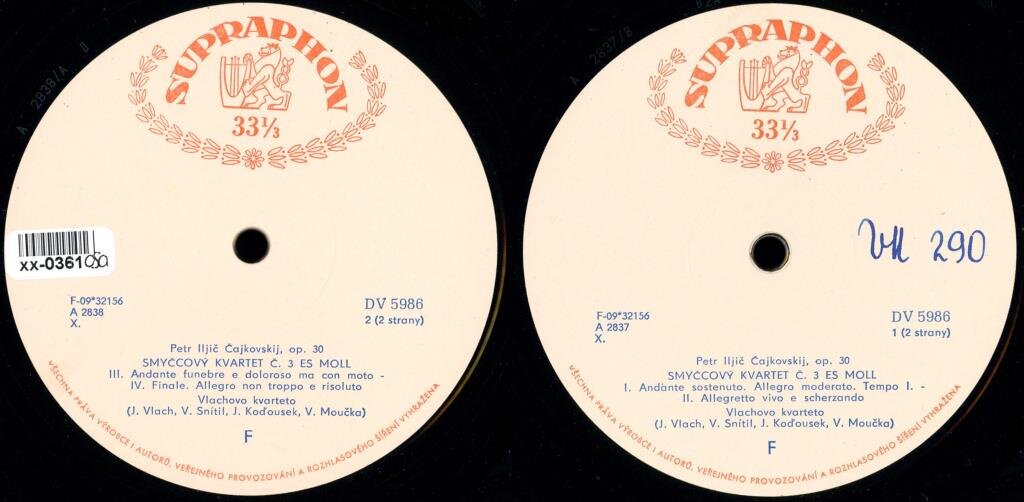 A 2838/A D
SUPRAPHON
33⅓
xx-0361
F-09*32156
A 2838
X.
DV 5986
2 (2 strany)
Petr Iljič Čajkovskij, op. 30
SMYČCOVÝ KVARTET Č. 3 ES MOLL
III. Andante funebre e doloroso ma con moto -
IV. Finale. Allegro non troppo e risoluto
Vlachovo kvarteto
(J. Vlach, V. Snítil, J. Koďousek, V. Moučka)
F
VŠECHNA PRÁVA VÝROBCE I AUTORŮ, VEŘEJNÉHO PROVOZOVÁNÍ A ROZHLASOVÉHO ŠÍŘENÍ VYHRAŽENA
A 2837/B
SUPRAPHON
33⅓
VK 290
F-09*32156
A 2837
X.
DV 5986
1 (2 strany)
Petr Iljič Čajkovskij, op. 30
SMYČCOVÝ KVARTET Č. 3 ES MOLL
I. Andànte sostenuto. Allegro moderato. Tempo I. -
II. Allegretto vivo e scherzando
Vlachovo kvarteto
(J. Vlach, V. Snítil, J. Koďousek, V. Moučka)
F
VŠECHNA PRÁVA VÝROBCE I AUTORŮ, VEŘEJNÉHO PROVOZOVÁNÍ A ROZHLASOVÉHO ŠÍŘENÍ VYHRAŽENA